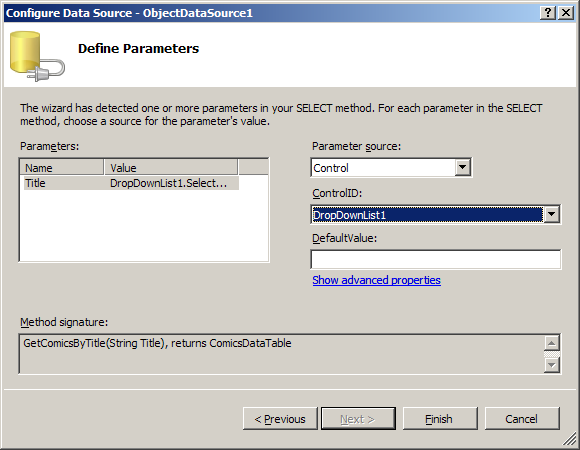 Configure Data Source - ObjectDataSource1
Define Parameters
The wizard has detected one or more parameters in your SELECT method. For each parameter in the SELECT
method, choose a source for the parameter's value.
Parameters:
Name Value
Title DropDownList1.Select...
Parameter source:
Control
ControlID:
DropDownList1
DefaultValue:
Show advanced properties
Method signature:
GetComicsByTitle(String Title), returns ComicsDataTable
< Previous Next > Finish Cancel